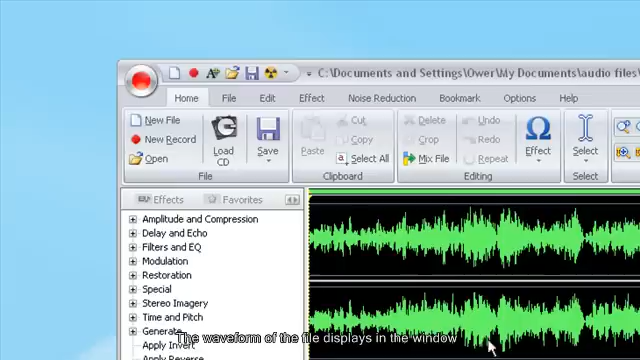 C:\Documents and Settings\Ower\My Documents\audio files\
Home File Edit Effect Noise Reduction Bookmark Options Help
New File
New Record
Open
Load CD
Save
Paste
Cut
Copy
Select All
Delete
Crop
Mix File
Undo
Redo
Repeat
Effect
Select
File Clipboard Editing Select
Effects Favorites
Amplitude and Compression
Delay and Echo
Filters and EQ
Modulation
Restoration
Special
Stereo Imagery
Time and Pitch
Generate
Apply Invert
Apply Reverse
The waveform of the file displays in the window